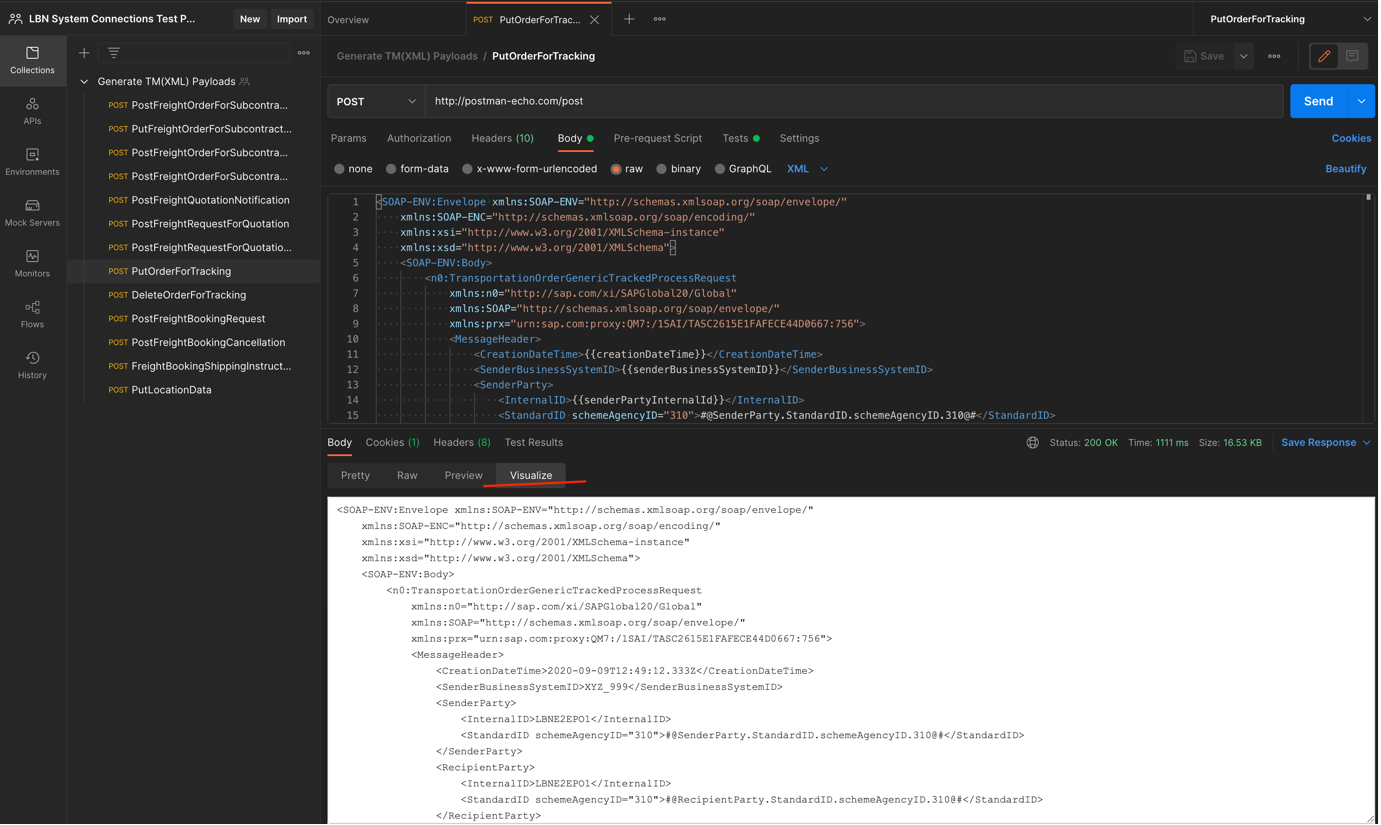 LBN System Connections Test P...
New
Import
Overview
POST PutOrderForTrac...
PutOrderForTracking
Collections
APIs
Environments
Mock Servers
Monitors
Flows
History
Generate TM(XML) Payloads
POST PostFreightOrderForSubcontra...
POST PutFreightOrderForSubcontract...
POST PostFreightOrderForSubcontra...
POST PostFreightOrderForSubcontra...
POST PostFreightQuotationNotification
POST PostFreightRequestForQuotation
POST PostFreightRequestForQuotatio...
POST PutOrderForTracking
POST DeleteOrderForTracking
POST PostFreightBookingRequest
POST PostFreightBookingCancellation
POST FreightBookingShippingInstruct...
POST PutLocationData
Generate TM(XML) Payloads / PutOrderForTracking
Save
POST
http://postman-echo.com/post
Send
Params Authorization Headers (10) Body Pre-request Script Tests Settings
Cookies
none form-data x-www-form-urlencoded raw binary GraphQL XML
Beautify
1 <SOAP-ENV:Envelope xmlns:SOAP-ENV="http://schemas.xmlsoap.org/soap/envelope/"
2 xmlns:SOAP-ENC="http://schemas.xmlsoap.org/soap/encoding/"
3 xmlns:xsi="http://www.w3.org/2001/XMLSchema-instance"
4 xmlns:xsd="http://www.w3.org/2001/XMLSchema">
5 <SOAP-ENV:Body>
6 <n0:TransportationOrderGenericTrackedProcessRequest
7 xmlns:n0="http://sap.com/xi/SAPGlobal20/Global"
8 xmlns:SOAP="http://schemas.xmlsoap.org/soap/envelope/"
9 xmlns:prx="urn:sap.com:proxy:QM7:/1SAI/TASC2615E1FAFECE44D0667:756">
10 <MessageHeader>
11 <CreationDateTime>{{creationDateTime}}</CreationDateTime>
12 <SenderBusinessSystemID>{{senderBusinessSystemID}}</SenderBusinessSystemID>
13 <SenderParty>
14 <InternalID>{{senderPartyInternalId}}</InternalID>
15 <StandardID schemeAgencyID="310">#@SenderParty.StandardID.schemeAgencyID.310@#</StandardID>
Body Cookies (1) Headers (8) Test Results
Status: 200 OK Time: 1111 ms Size: 16.53 KB
Save Response
Pretty Raw Preview Visualize
<SOAP-ENV:Envelope xmlns:SOAP-ENV="http://schemas.xmlsoap.org/soap/envelope/"
xmlns:SOAP-ENC="http://schemas.xmlsoap.org/soap/encoding/"
xmlns:xsi="http://www.w3.org/2001/XMLSchema-instance"
xmlns:xsd="http://www.w3.org/2001/XMLSchema">
<SOAP-ENV:Body>
<n0:TransportationOrderGenericTrackedProcessRequest
xmlns:n0="http://sap.com/xi/SAPGlobal20/Global"
xmlns:SOAP="http://schemas.xmlsoap.org/soap/envelope/"
xmlns:prx="urn:sap.com:proxy:QM7:/1SAI/TASC2615E1FAFECE44D0667:756">
<MessageHeader>
<CreationDateTime>2020-09-09T12:49:12.333Z</CreationDateTime>
<SenderBusinessSystemID>XYZ_999</SenderBusinessSystemID>
<SenderParty>
<InternalID>LBNE2EPO1</InternalID>
<StandardID schemeAgencyID="310">#@SenderParty.StandardID.schemeAgencyID.310@#</StandardID>
</SenderParty>
<RecipientParty>
<InternalID>LBNE2EPO1</InternalID>
<StandardID schemeAgencyID="310">#@RecipientParty.StandardID.schemeAgencyID.310@#</StandardID>
</RecipientParty>